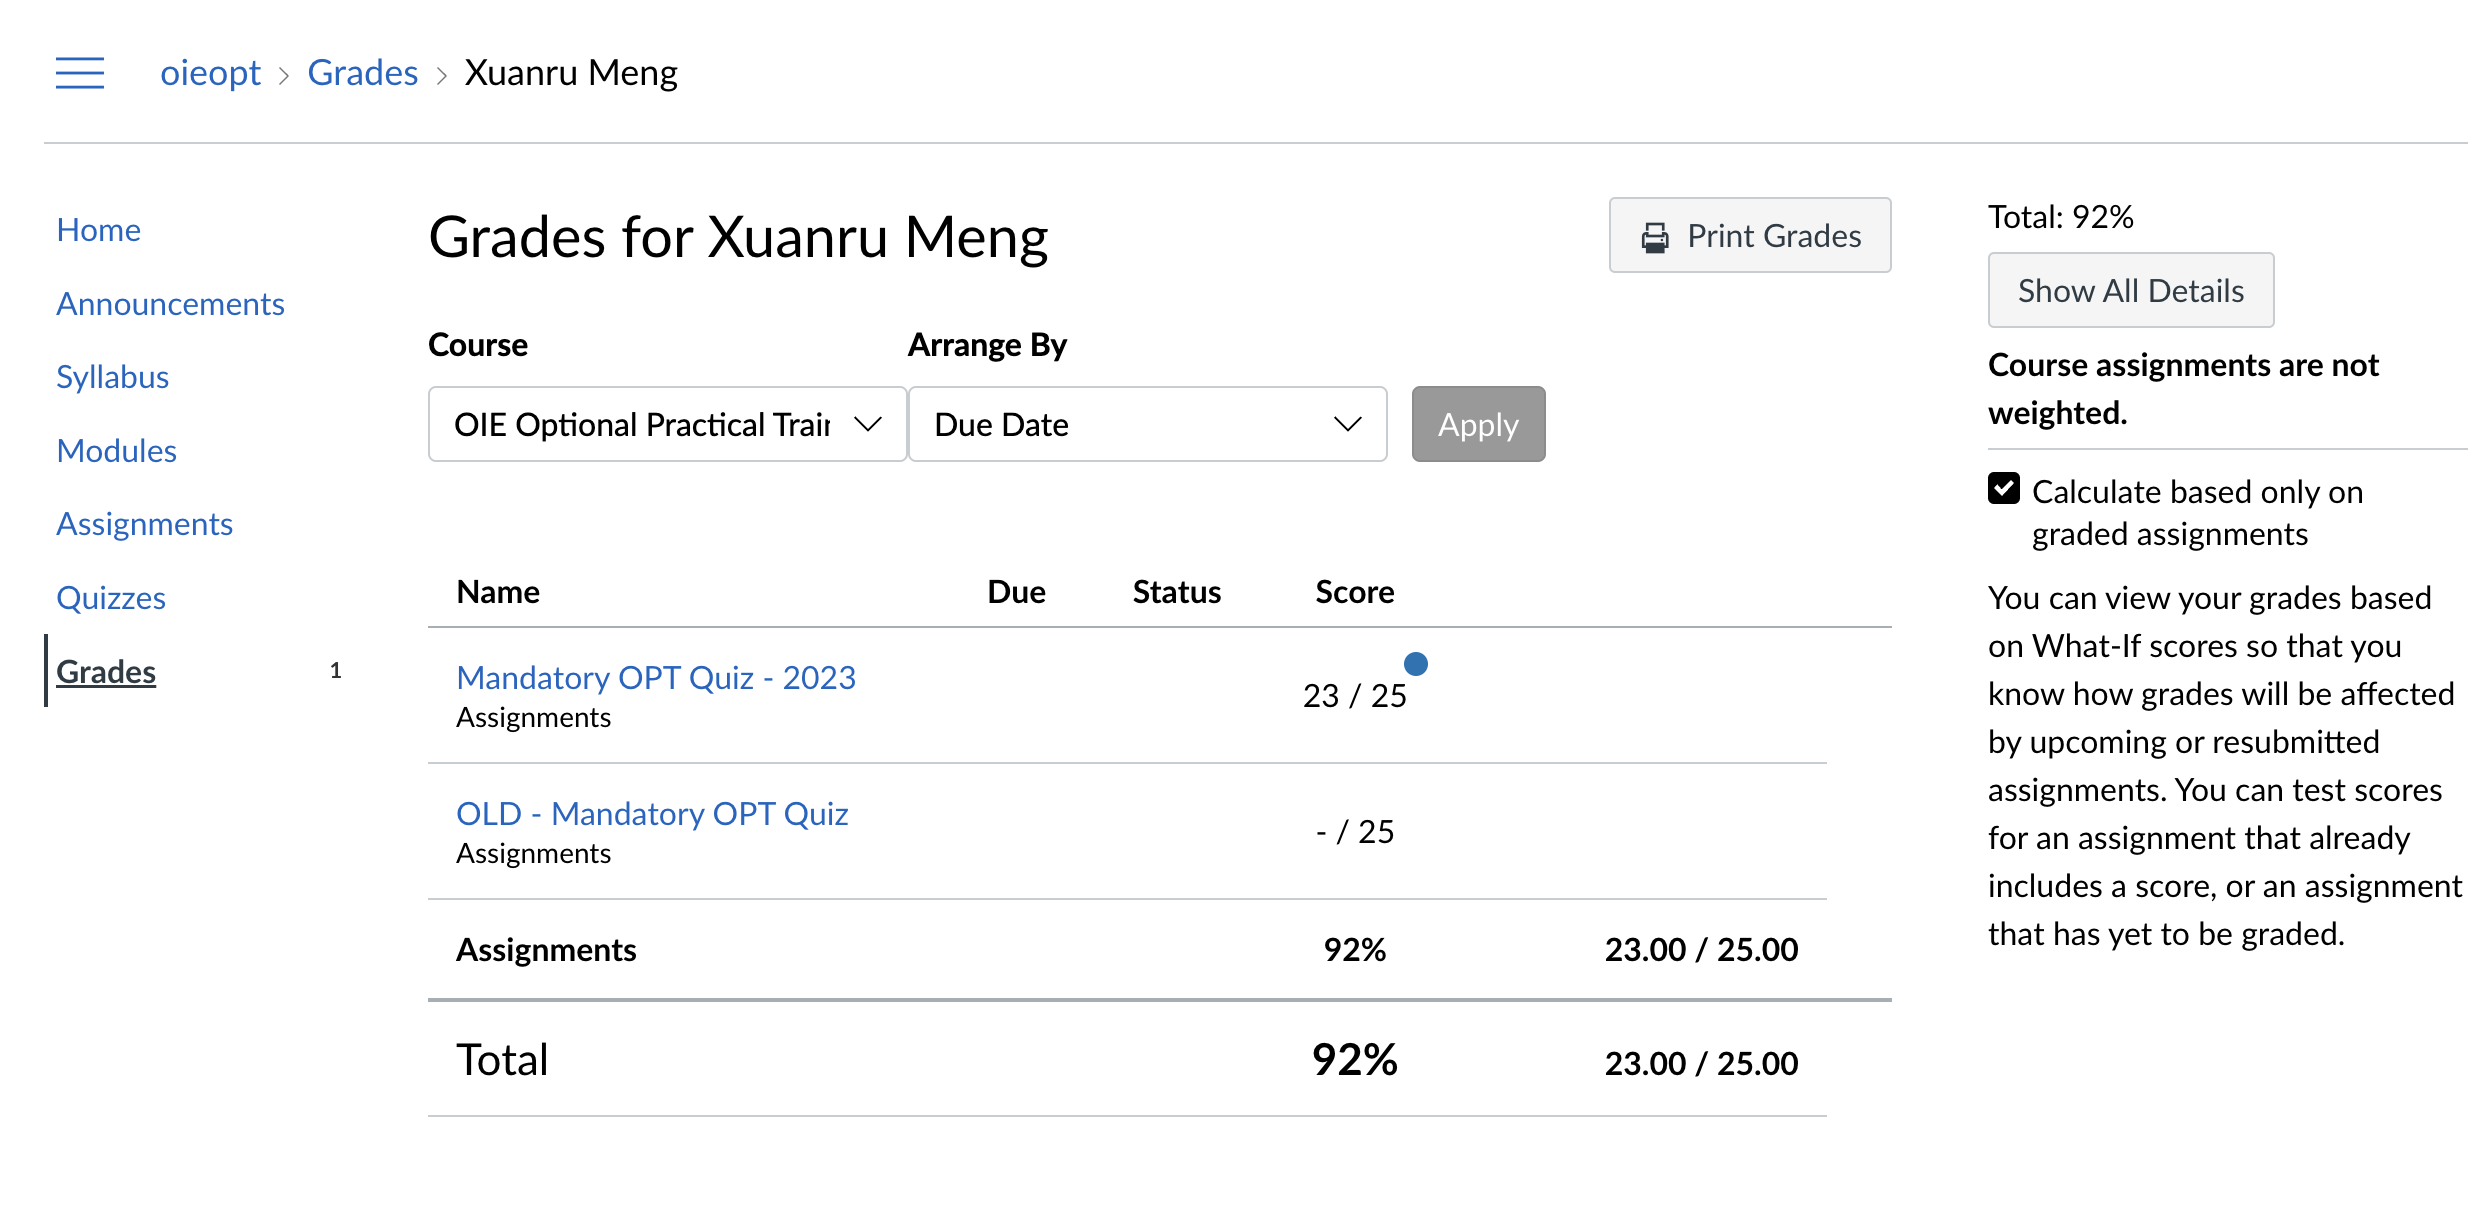 oieopt > Grades > Xuanru Meng
Home
Announcements
Syllabus
Modules
Assignments
Quizzes
Grades 1
Grades for Xuanru Meng
Print Grades
Course Arrange By
OIE Optional Practical Train Due Date Apply
Name Due Status Score
Mandatory OPT Quiz - 2023
Assignments
23 / 25
OLD - Mandatory OPT Quiz
Assignments
- / 25
Assignments 92% 23.00 / 25.00
Total 92% 23.00 / 25.00
Total: 92%
Show All Details
Course assignments are not
weighted.
Calculate based only on
graded assignments
You can view your grades based
on What-If scores so that you
know how grades will be affected
by upcoming or resubmitted
assignments. You can test scores
for an assignment that already
includes a score, or an assignment
that has yet to be graded.